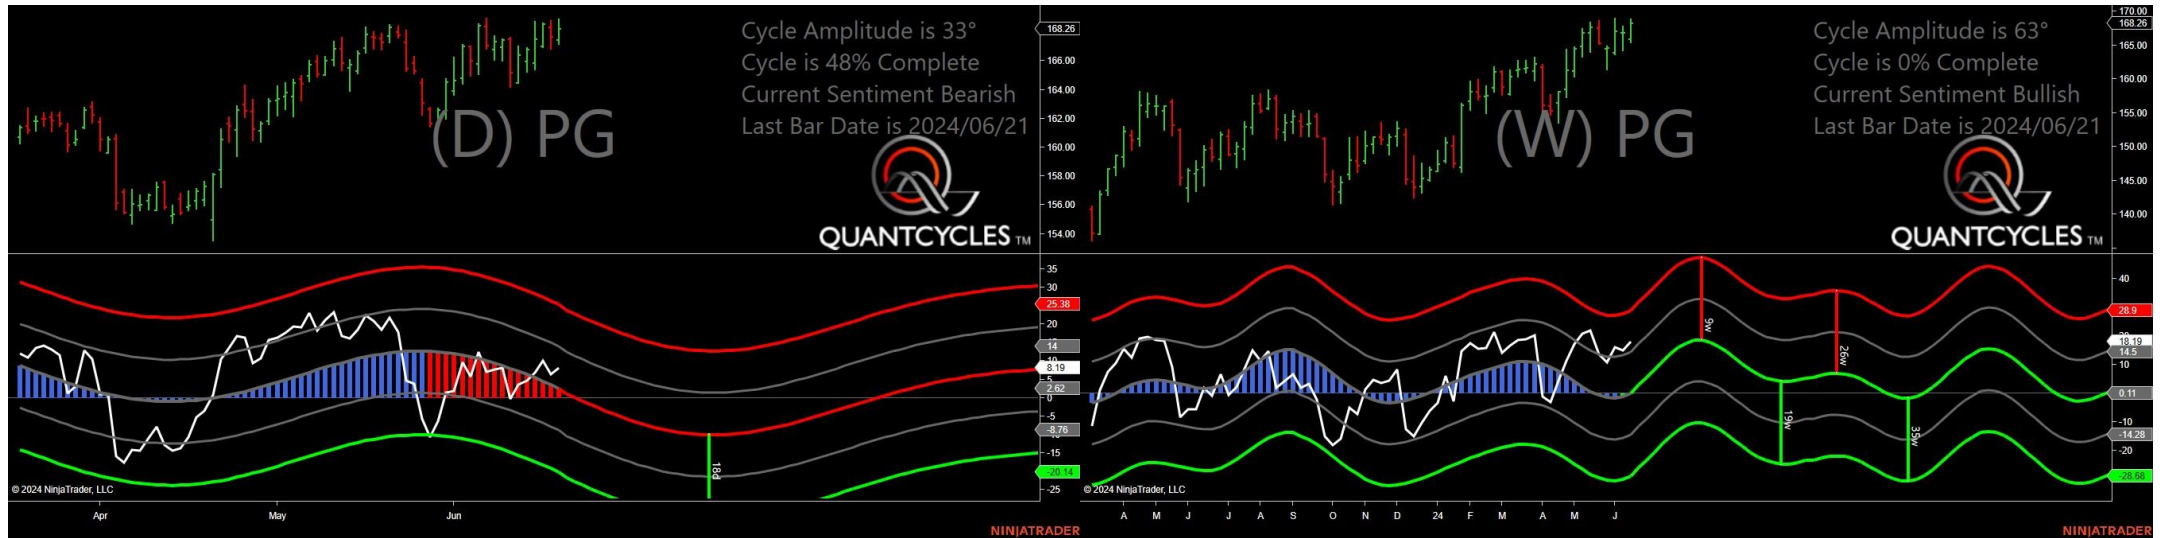 Cycle Amplitude is 33°
Cycle is 48% Complete
Current Sentiment Bearish
Last Bar Date is 2024/06/21
(D) PG
QUANTCYCLES TM
168.26
166.00
164.00
162.00
160.00
158.00
156.00
154.00
35
30
25.38
20
14
10
8.19
5
2.62
0
-5
-8.76
-15
-20.14
-25
18d
© 2024 NinjaTrader, LLC
Apr May Jun
NINJATRADER
Cycle Amplitude is 63°
Cycle is 0% Complete
Current Sentiment Bullish
Last Bar Date is 2024/06/21
(W) PG
QUANTCYCLES TM
170.00
168.26
165.00
160.00
155.00
150.00
145.00
140.00
40
28.9
18.19
14.5
10
0.11
-10
-14.28
-20
-28.68
9w
26w
19w
35w
© 2024 NinjaTrader, LLC
A M J J A S O N D 24 F M A M J
NINJATRADER